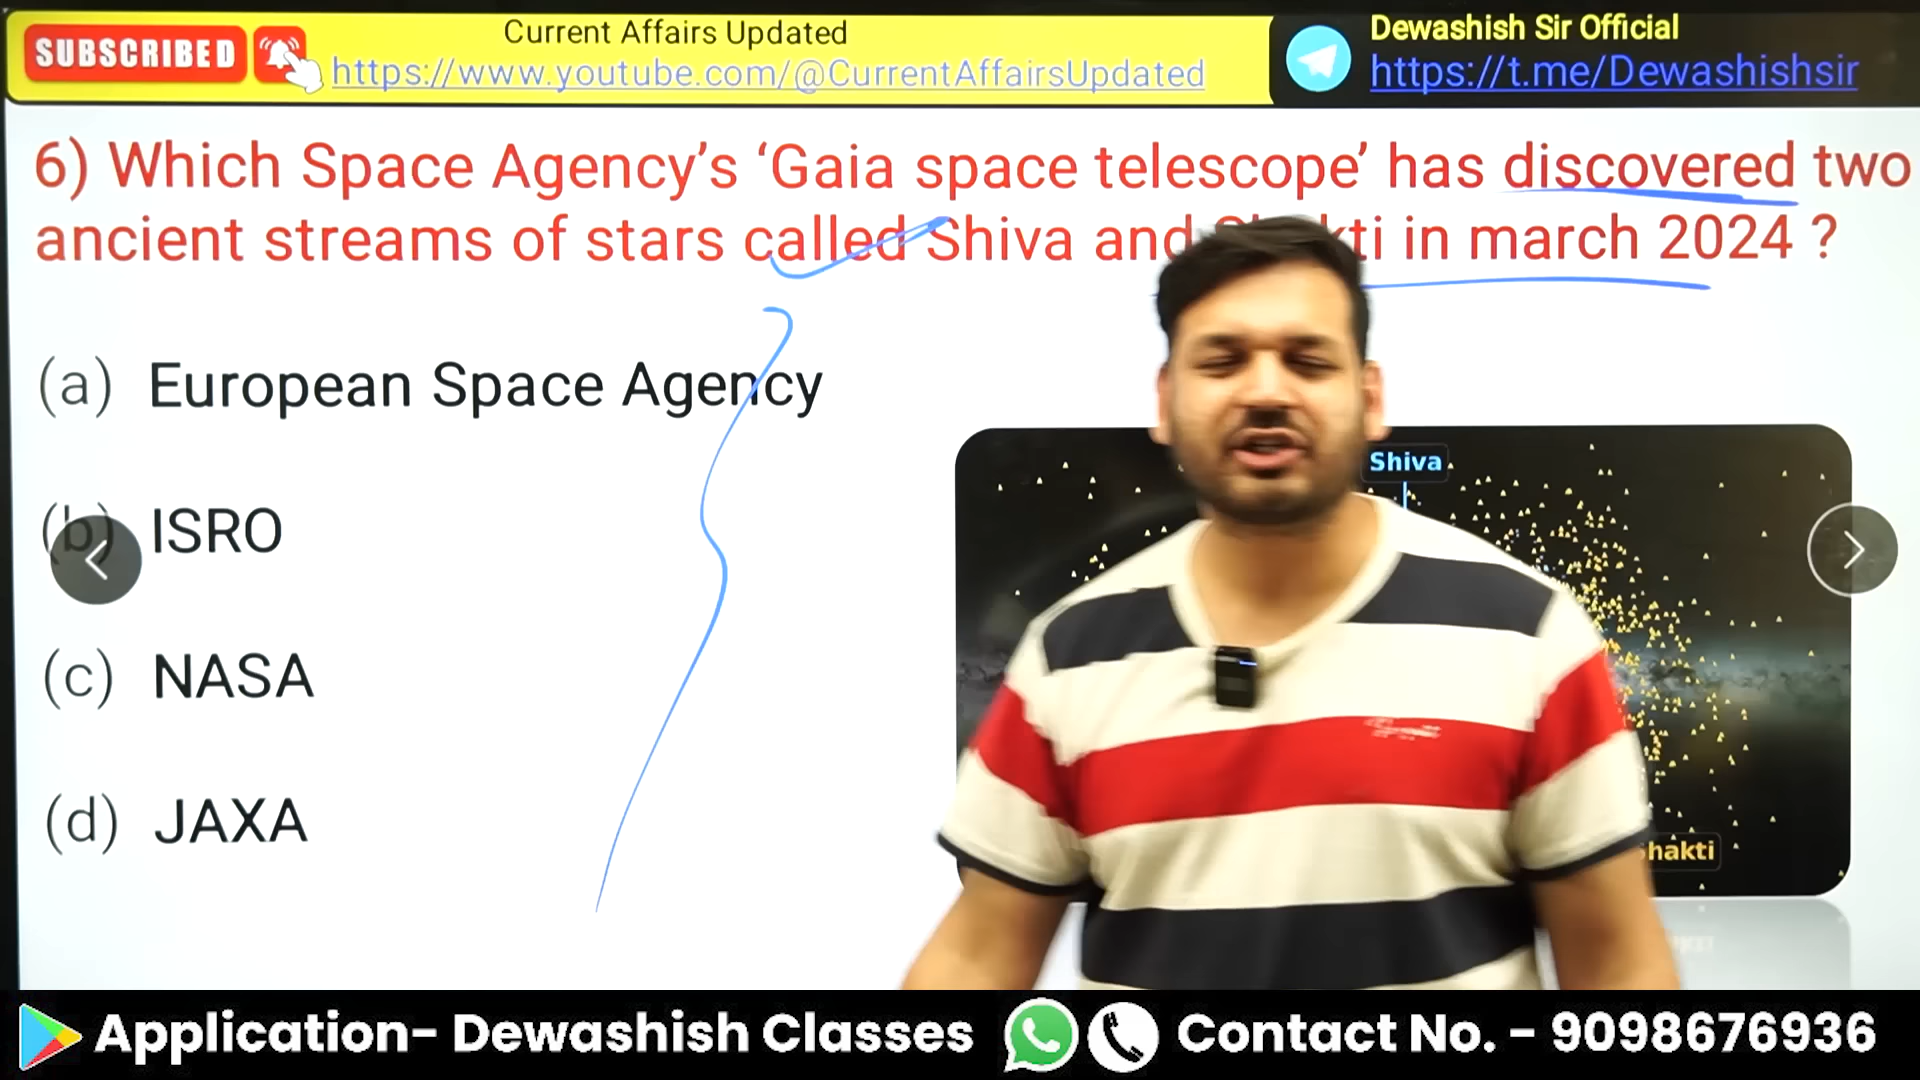 SUBSCRIBED
Current Affairs Updated
https://www.youtube.com/@CurrentAffairsUpdated
Dewashish Sir Official
https://t.me/Dewashishsir
6) Which Space Agency's ‘Gaia space telescope’ has discovered two
ancient streams of stars called Shiva and in march 2024 ?
(a) European Space Agency
(b) ISRO
(c) NASA
(d) JAXA
Shiva
Application- Dewashish Classes
Contact No. - 9098676936